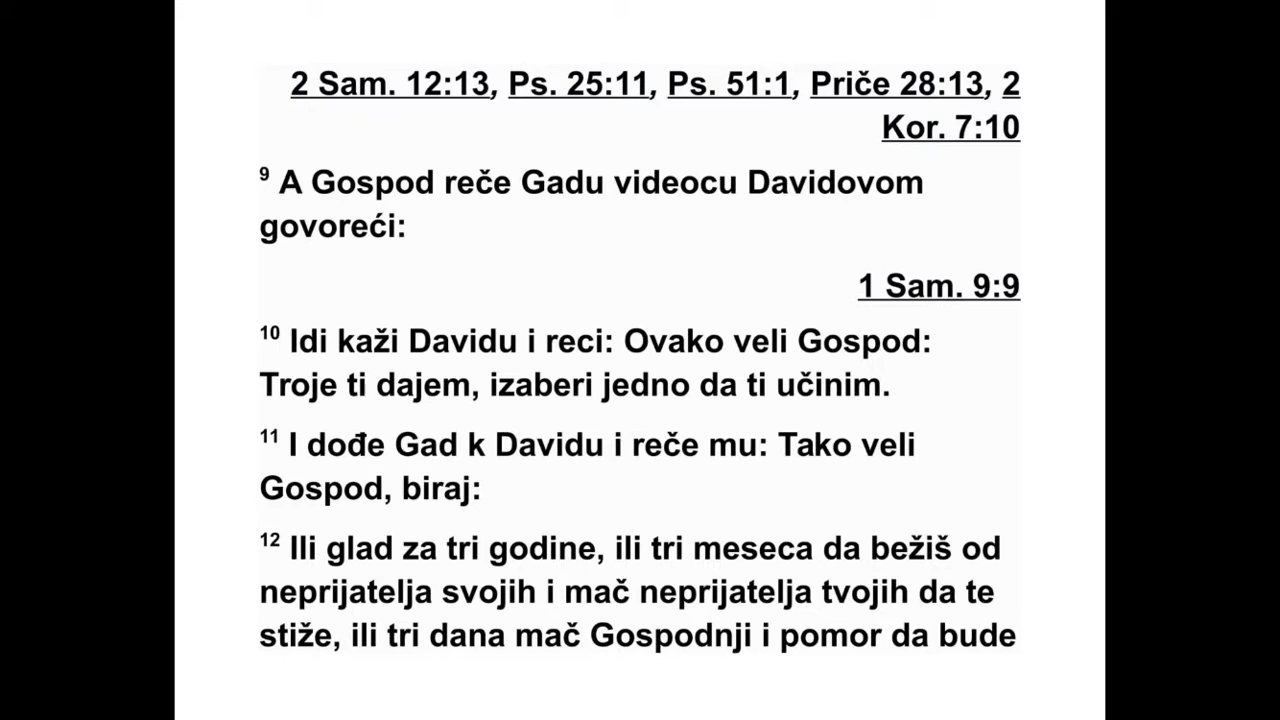 2 Sam. 12:13, Ps. 25:11, Ps. 51:1, Priče 28:13, 2
Kor. 7:10
9 A Gospod reče Gadu videocu Davidovom
govoreći:
1 Sam. 9:9
10 Idi kaži Davidu i reci: Ovako veli Gospod:
Troje ti dajem, izaberi jedno da ti učinim.
11 I dođe Gad k Davidu i reče mu: Tako veli
Gospod, biraj:
12 Ili glad za tri godine, ili tri meseca da bežiš od
neprijatelja svojih i mač neprijatelja tvojih da te
stiže, ili tri dana mač Gospodnji i pomor da bude